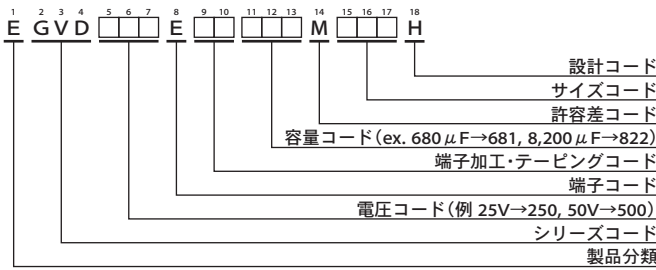 1 2 3 4 5 6 7 8 9 10 11 12 13 14 15 16 17 18
E GVD □□□ E □□ □□□ M □□□ H
設計コード
サイズコード
許容差コード
容量コード(ex. 680μF→681, 8,200μF→822)
端子加工・テーピングコード
端子コード
電圧コード(例 25V→250, 50V→500)
シリーズコード
製品分類